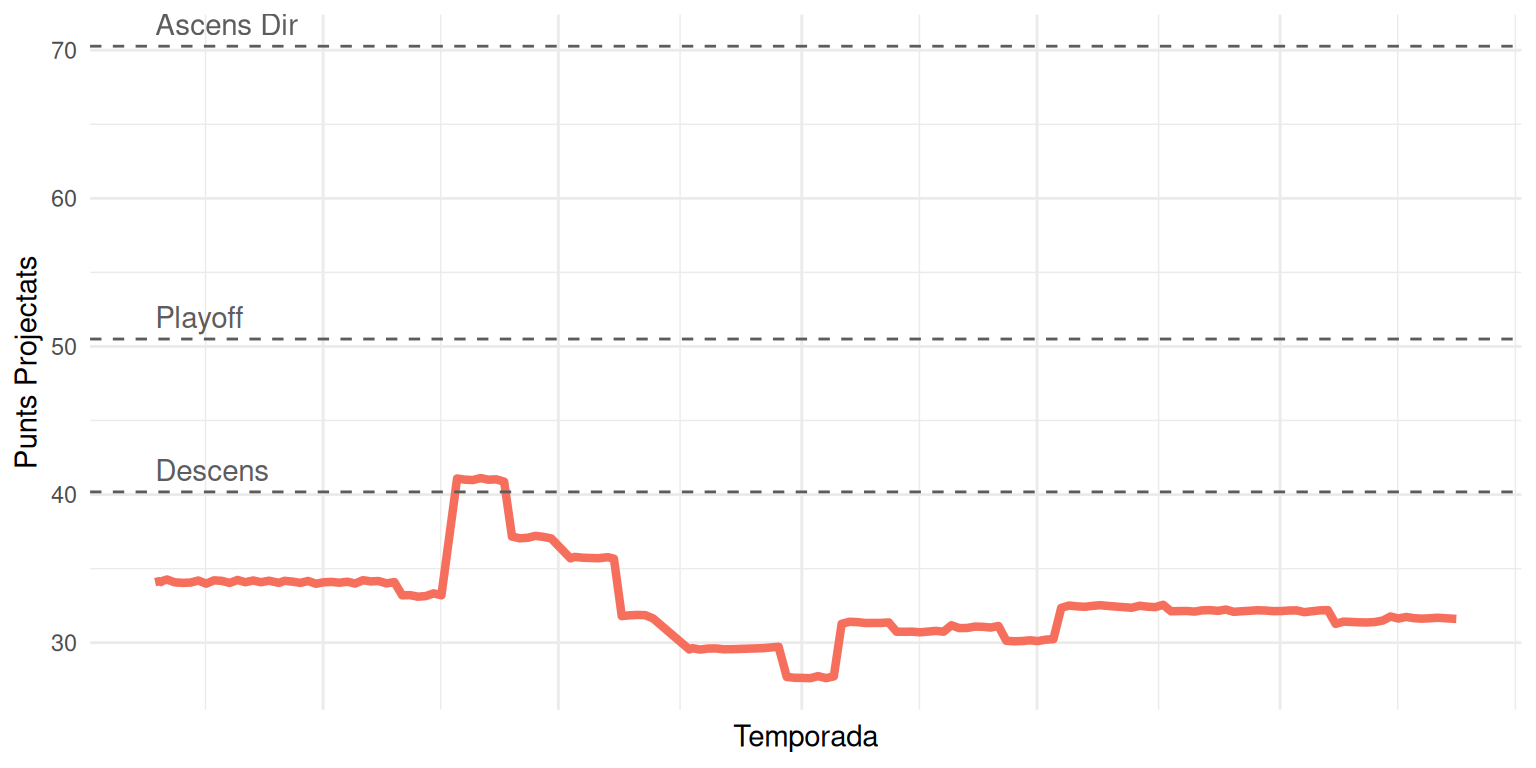 Ascens Dir
70
60
Playoff
50
Descens
40
30
Punts Projectats
Temporada